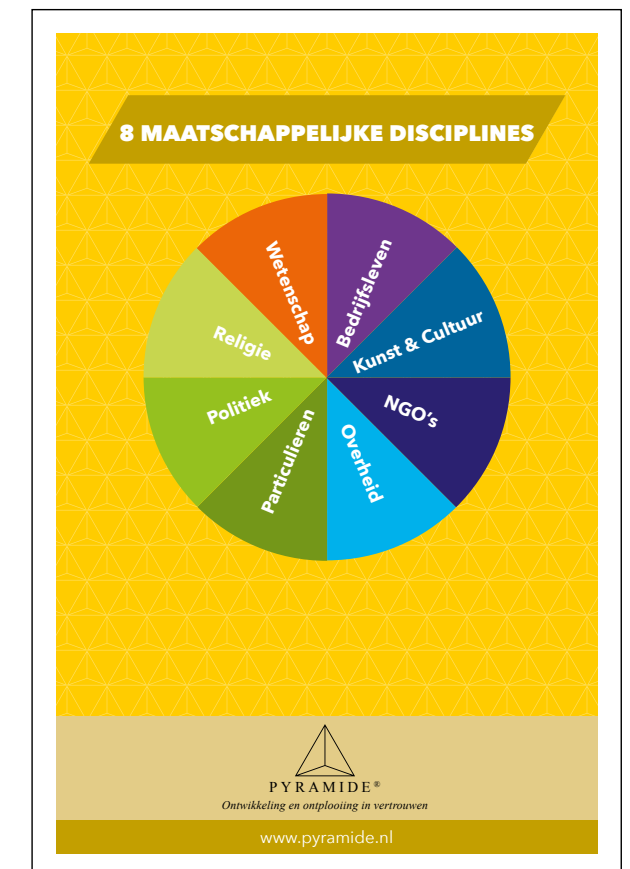 8 MAATSCHAPPELIJKE DISCIPLINES
Wetenschap
Bedrijfsleven
Kunst & Cultuur
Religie
NGO's
Politiek
Overheid
Particulieren
PYRAMIDE®
Ontwikkeling en ontplooiing in vertrouwen
www.pyramide.nl